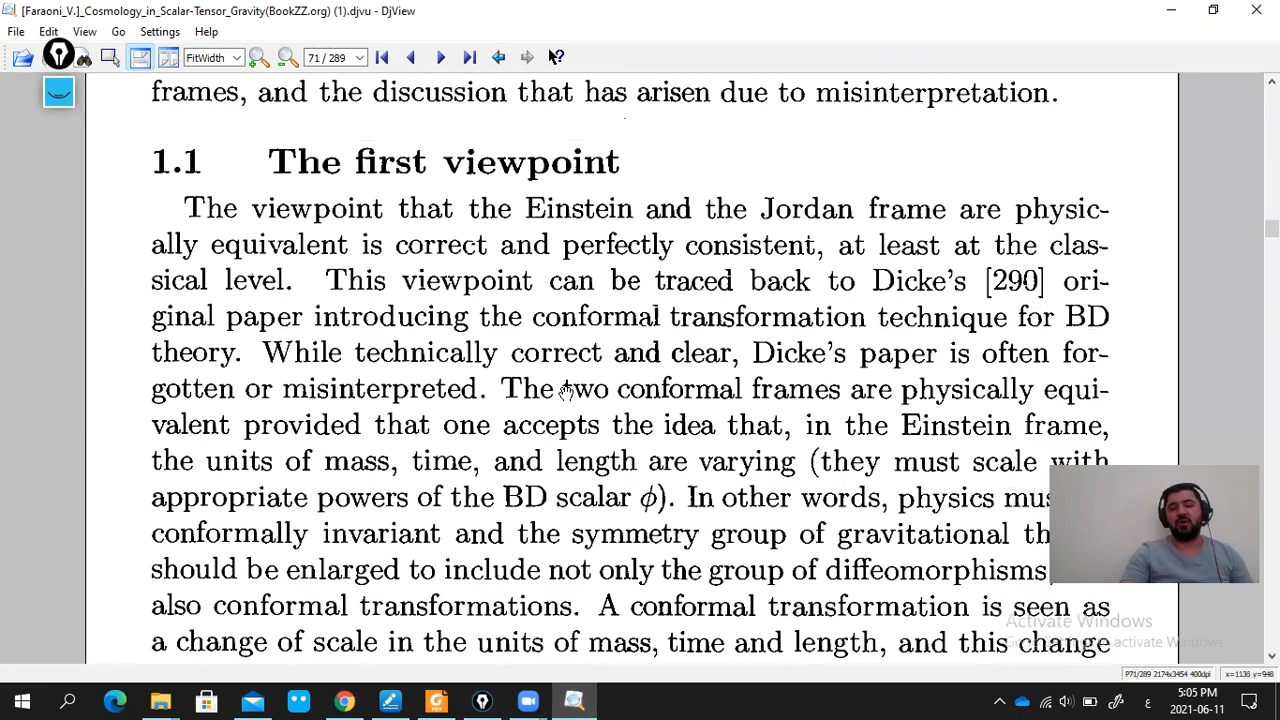 [Faraoni_V.]_Cosmology_in_Scalar-Tensor_Gravity(BookZZ.org) (1).djvu - DjView
File Edit View Go Settings Help
FitWidth 71 / 289
frames, and the discussion that has arisen due to misinterpretation.
1.1 The first viewpoint
The viewpoint that the Einstein and the Jordan frame are physic-
ally equivalent is correct and perfectly consistent, at least at the clas-
sical level. This viewpoint can be traced back to Dicke's [290] ori-
ginal paper introducing the conformal transformation technique for BD
theory. While technically correct and clear, Dicke's paper is often for-
gotten or misinterpreted. The two conformal frames are physically equi-
valent provided that one accepts the idea that, in the Einstein frame,
the units of mass, time, and length are varying (they must scale with
appropriate powers of the BD scalar ϕ). In other words, physics mus
conformally invariant and the symmetry group of gravitational th
should be enlarged to include not only the group of diffeomorphisms,
also conformal transformations. A conformal transformation is seen as
Activate Windows
a change of scale in the units of mass, time and length, and this change
to activate Windows.
P71/289 2174x3454 400dpi x=1136 y=948
5:05 PM
ع
2021-06-11